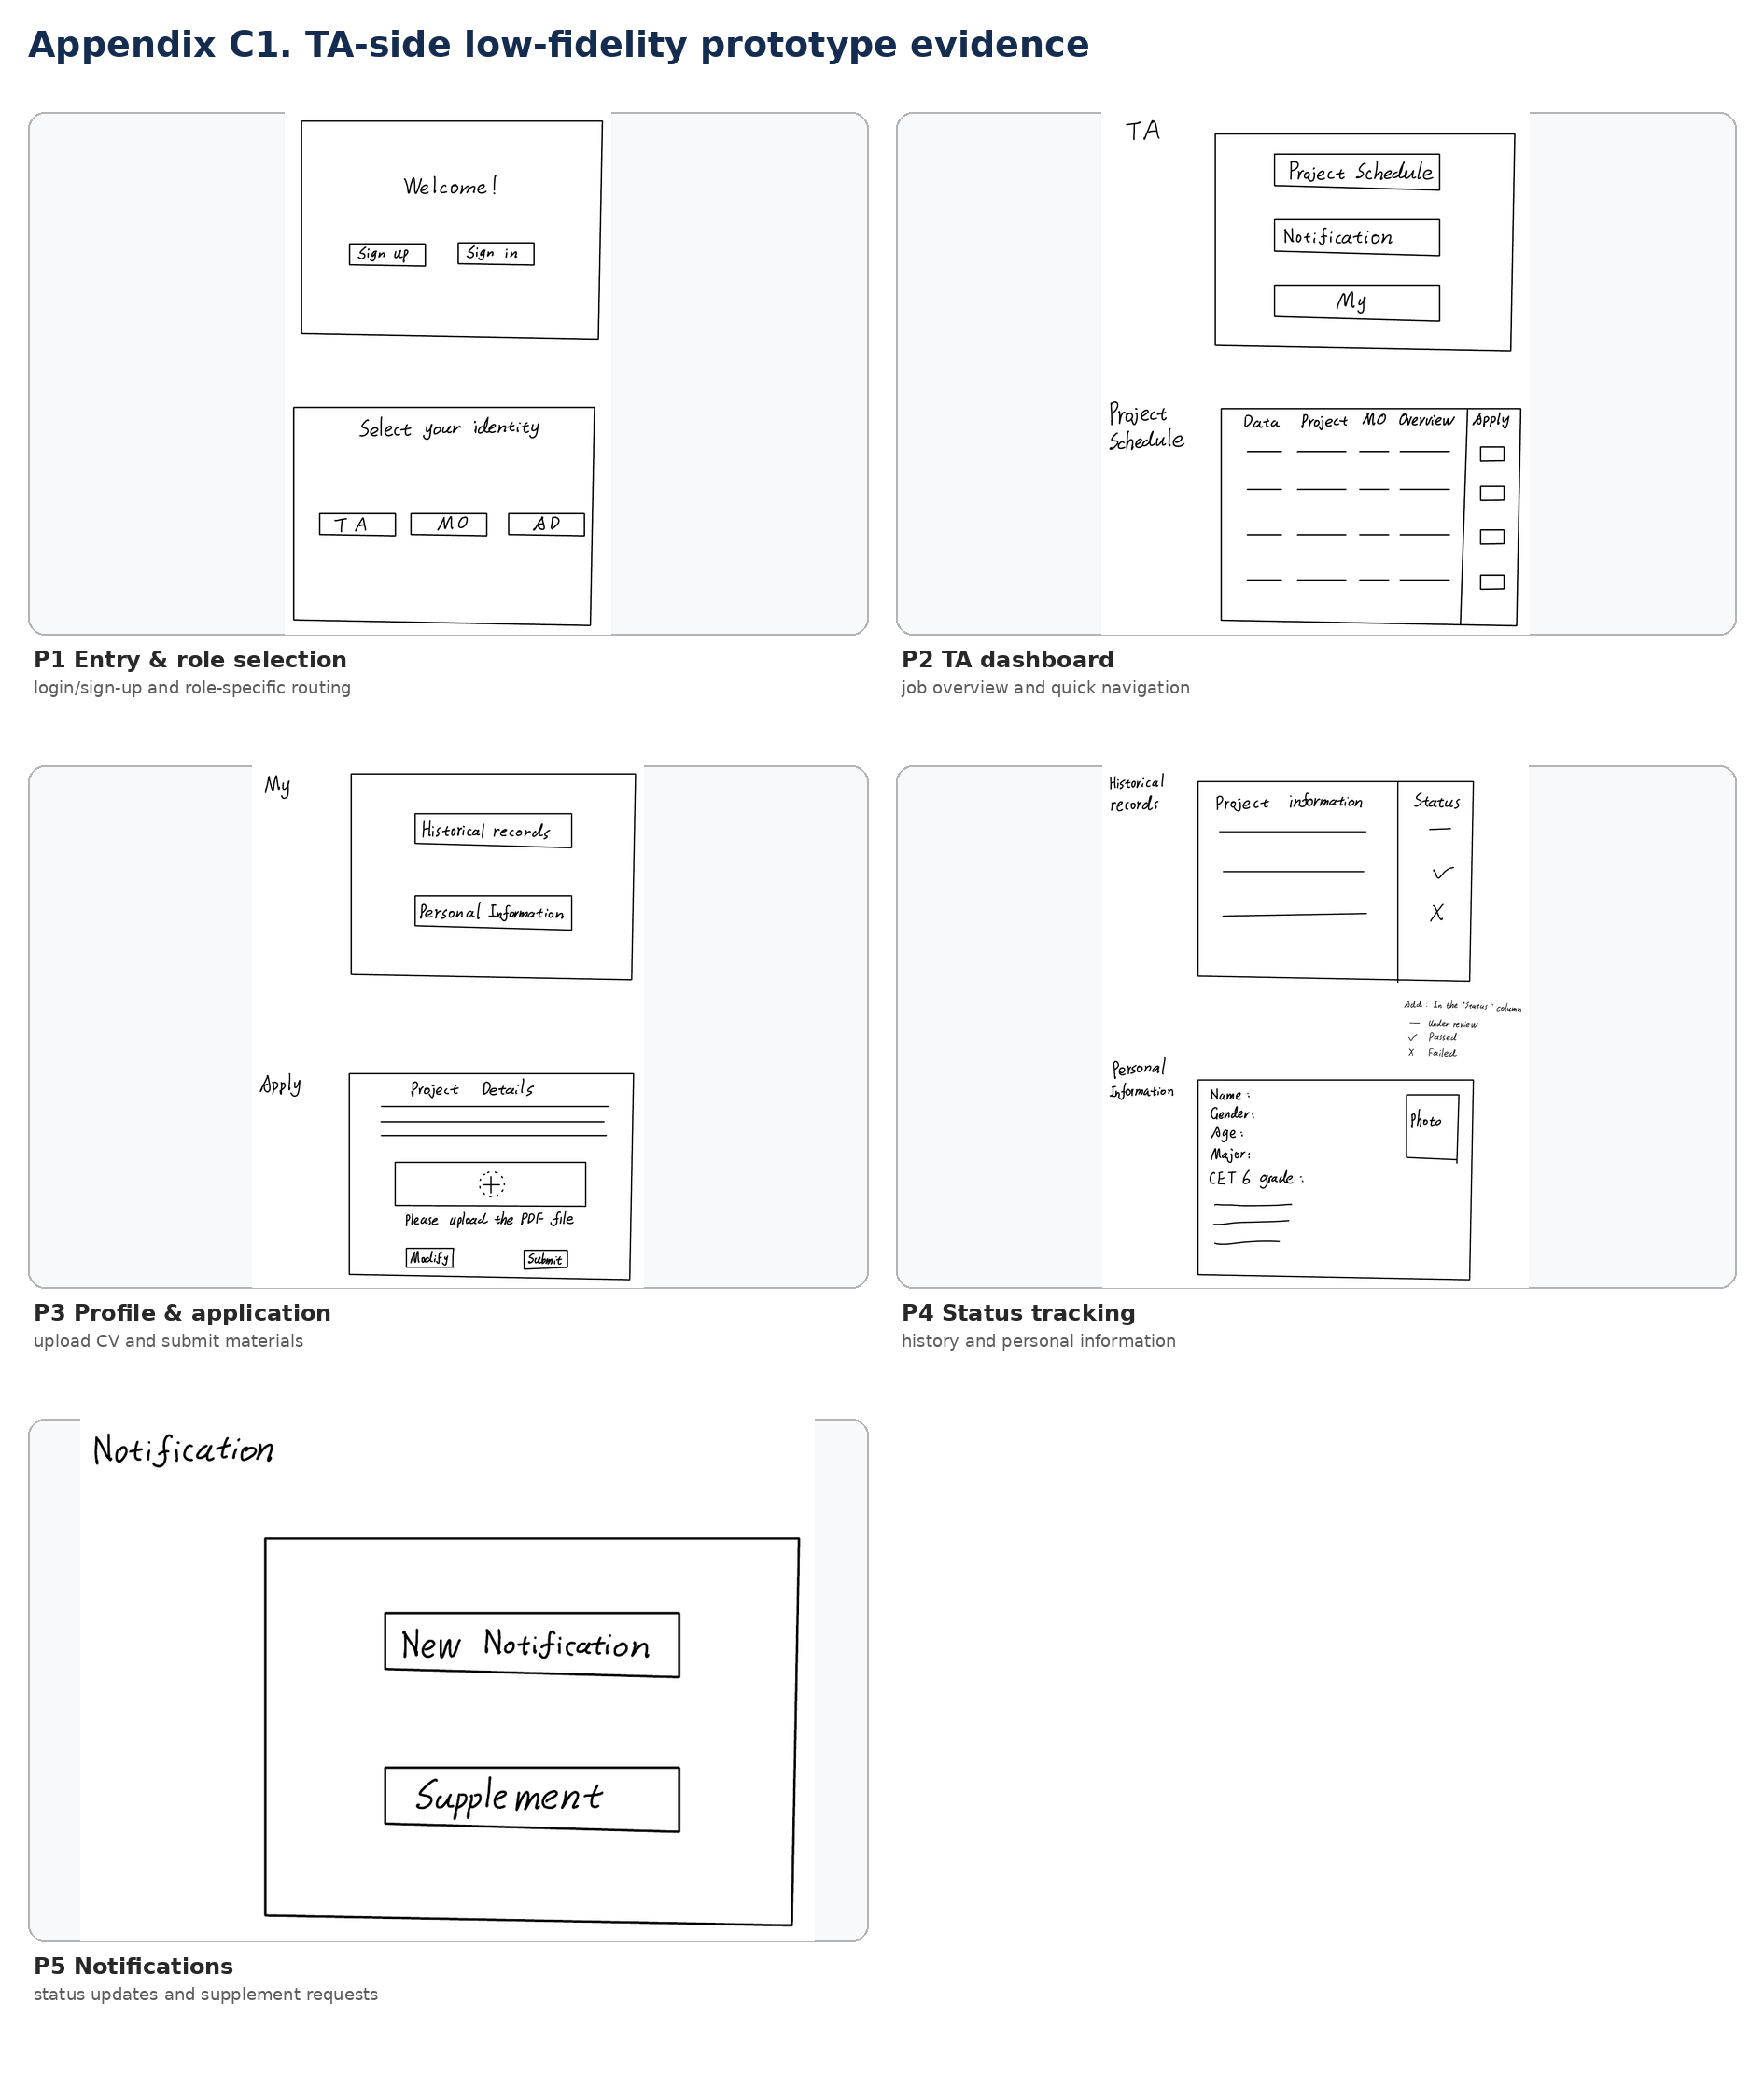 Appendix C1. TA-side low-fidelity prototype evidence
Welcome!
Sign up
Sign in
Select your identity
TA
MO
AD
P1 Entry & role selection
login/sign-up and role-specific routing
TA
Project Schedule
Notification
My
Project
Schedule
Data Project MO Overview Apply
P2 TA dashboard
job overview and quick navigation
My
Historical records
Personal Information
Apply
Project Details
Please upload the PDF file
Modify
Submit
P3 Profile & application
upload CV and submit materials
Historical
records
Project information
Status
Add: In the "Status" column
— Under review
✓ Passed
X Failed
Personal
Information
Name:
Gender:
Age:
Major:
CET 6 grade:
Photo
P4 Status tracking
history and personal information
Notification
New Notification
Supplement
P5 Notifications
status updates and supplement requests